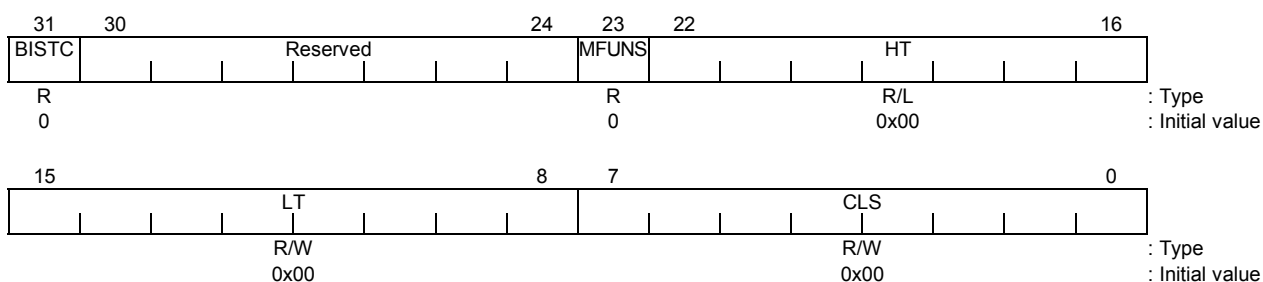 31 30 24 23 22 16
BISTC Reserved MFUNS HT
R R R/L : Type
0 0 0x00 : Initial value
15 8 7 0
LT CLS
R/W R/W : Type
0x00 0x00 : Initial value